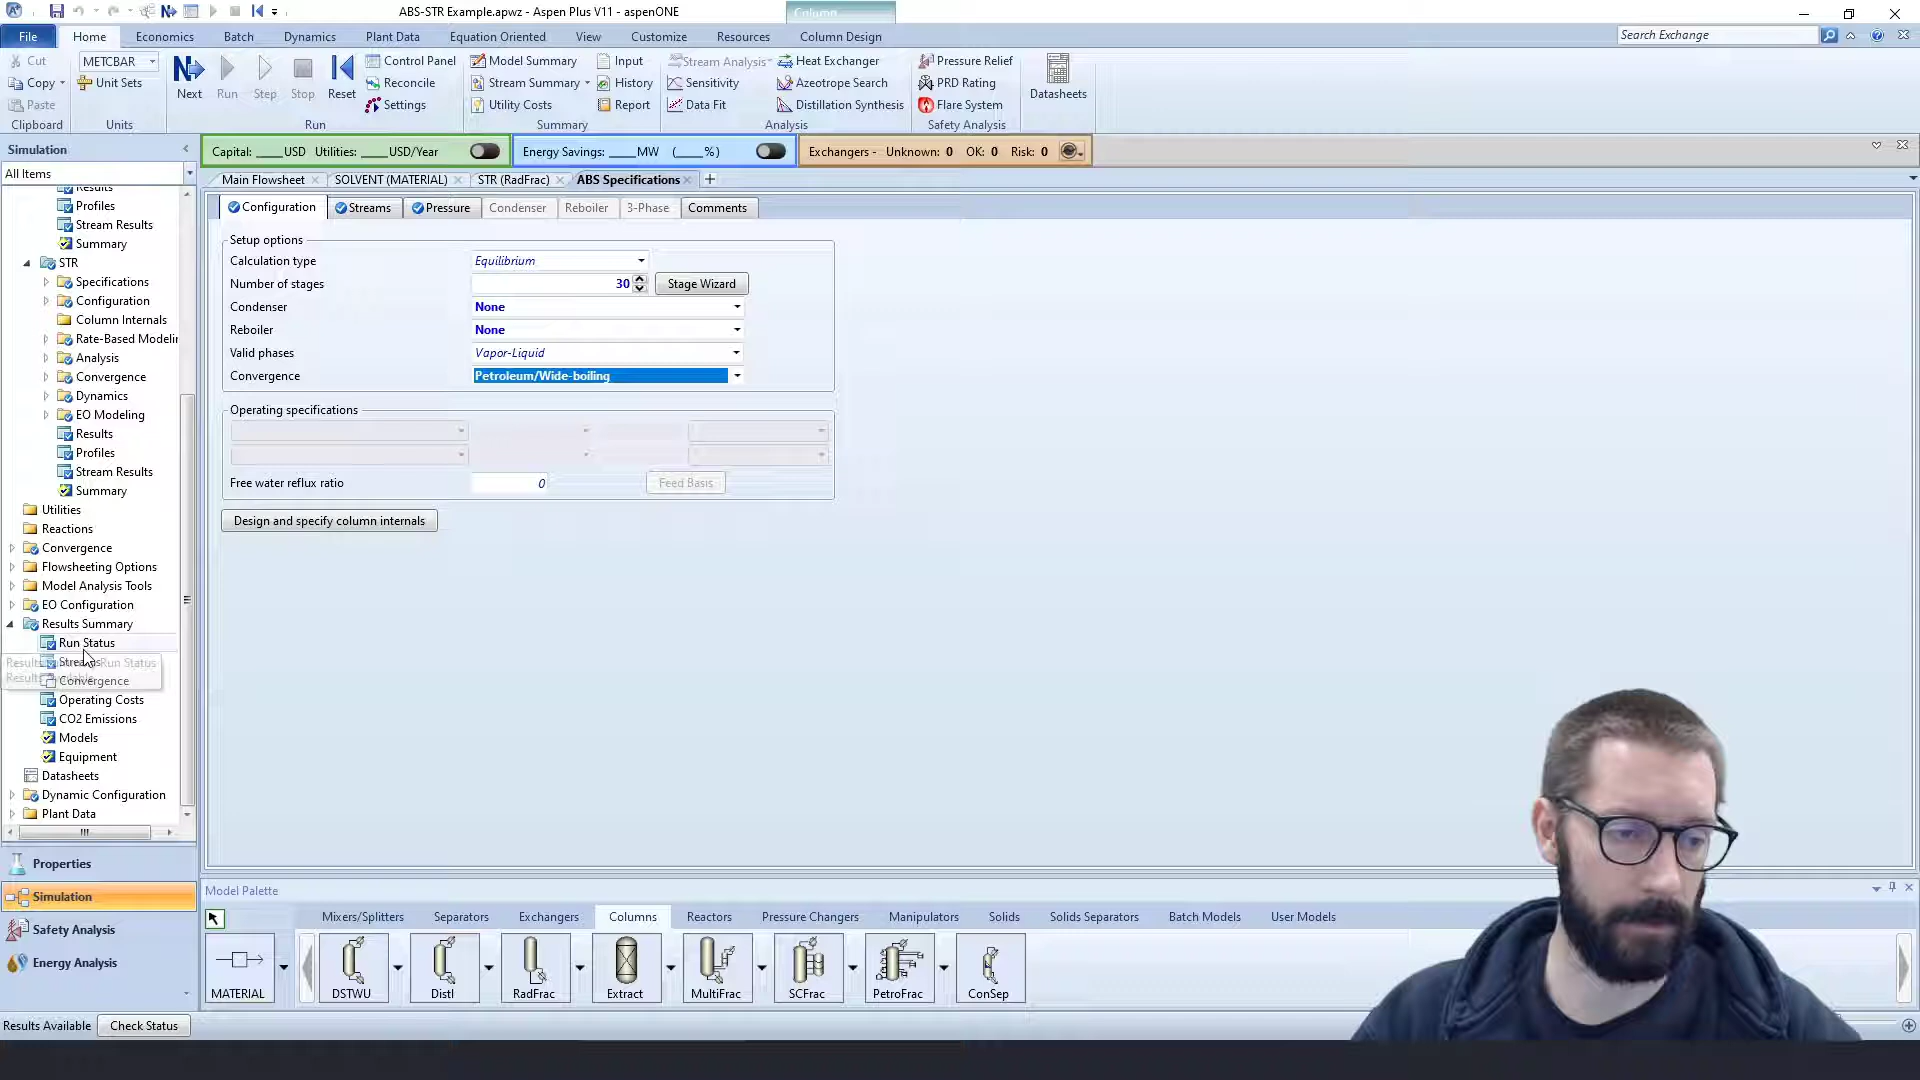 ABS-STR Example.apwz - Aspen Plus V11 - aspenONE
Column
File
Home
Economics
Batch
Dynamics
Plant Data
Equation Oriented
View
Customize
Resources
Column Design
Search Exchange
Cut
Copy
Paste
Clipboard
METCBAR
Unit Sets
Units
Next
Run
Step
Stop
Reset
Control Panel
Reconcile
Settings
Run
Model Summary
Stream Summary
Utility Costs
Input
History
Report
Summary
Stream Analysis
Sensitivity
Data Fit
Heat Exchanger
Azeotrope Search
Distillation Synthesis
Analysis
Pressure Relief
PRD Rating
Flare System
Safety Analysis
Datasheets
Simulation
All Items
Capital: ____USD Utilities: ____USD/Year
Energy Savings: ____MW (____%)
Exchangers - Unknown: 0 OK: 0 Risk: 0
Main Flowsheet
SOLVENT (MATERIAL)
STR (RadFrac)
ABS Specifications
Results
Profiles
Stream Results
Summary
STR
Specifications
Configuration
Column Internals
Rate-Based Modelin
Analysis
Convergence
Dynamics
EO Modeling
Results
Profiles
Stream Results
Summary
Utilities
Reactions
Convergence
Flowsheeting Options
Model Analysis Tools
EO Configuration
Results Summary
Run Status
Convergence
Operating Costs
CO2 Emissions
Models
Equipment
Datasheets
Dynamic Configuration
Plant Data
Properties
Simulation
Safety Analysis
Energy Analysis
Configuration
Streams
Pressure
Condenser
Reboiler
3-Phase
Comments
Setup options
Calculation type Equilibrium
Number of stages 30 Stage Wizard
Condenser None
Reboiler None
Valid phases Vapor-Liquid
Convergence Petroleum/Wide-boiling
Operating specifications
Free water reflux ratio 0 Feed Basis
Design and specify column internals
Model Palette
Mixers/Splitters
Separators
Exchangers
Columns
Reactors
Pressure Changers
Manipulators
Solids
Solids Separators
Batch Models
User Models
MATERIAL
DSTWU
Distl
RadFrac
Extract
MultiFrac
SCFrac
PetroFrac
ConSep
Results Available
Check Status